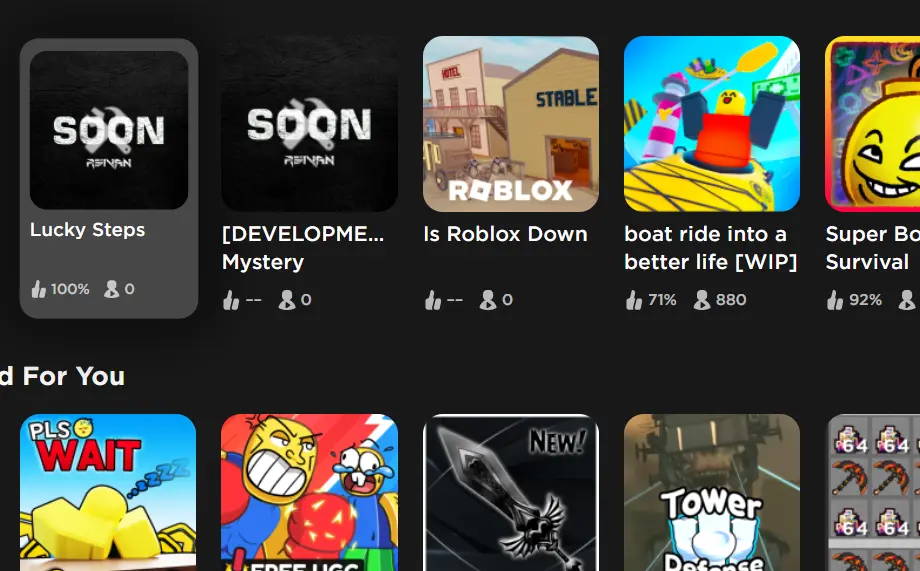 SOON
REIVAN
SOON
REIVAN
HOTEL
STABLE
ROBLOX
Lucky Steps
[DEVELOPME...
Mystery
Is Roblox Down
boat ride into a
better life [WIP]
Super Bo
Survival
100% 0
-- 0
-- 0
71% 880
92%
d For You
PLS
WAIT
zzz
NEW!
Tower
Defense
FREE UGC
64 64
64 64